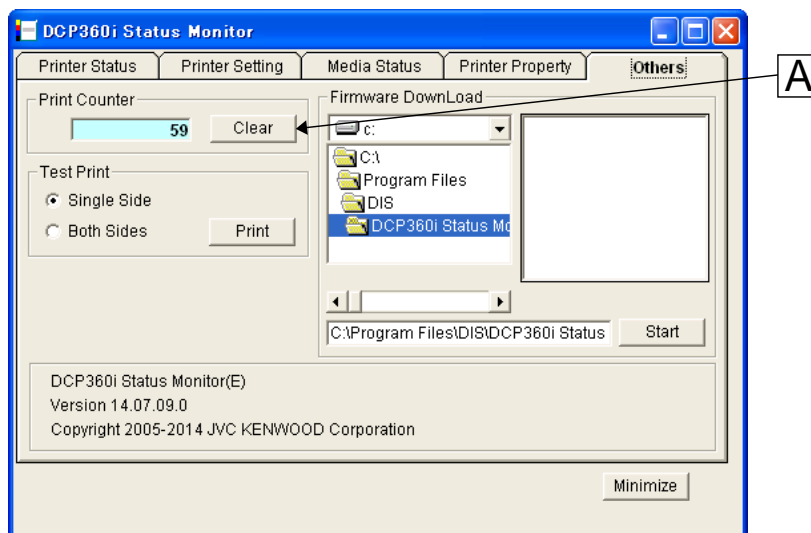 DCP360i Status Monitor
Printer Status Printer Setting Media Status Printer Property Others
A
Print Counter
59 Clear
Test Print
Single Side
Both Sides Print
Firmware DownLoad
c:
C:\
Program Files
DIS
DCP360i Status Mo
C:\Program Files\DIS\DCP360i Status Start
DCP360i Status Monitor(E)
Version 14.07.09.0
Copyright 2005-2014 JVC KENWOOD Corporation
Minimize